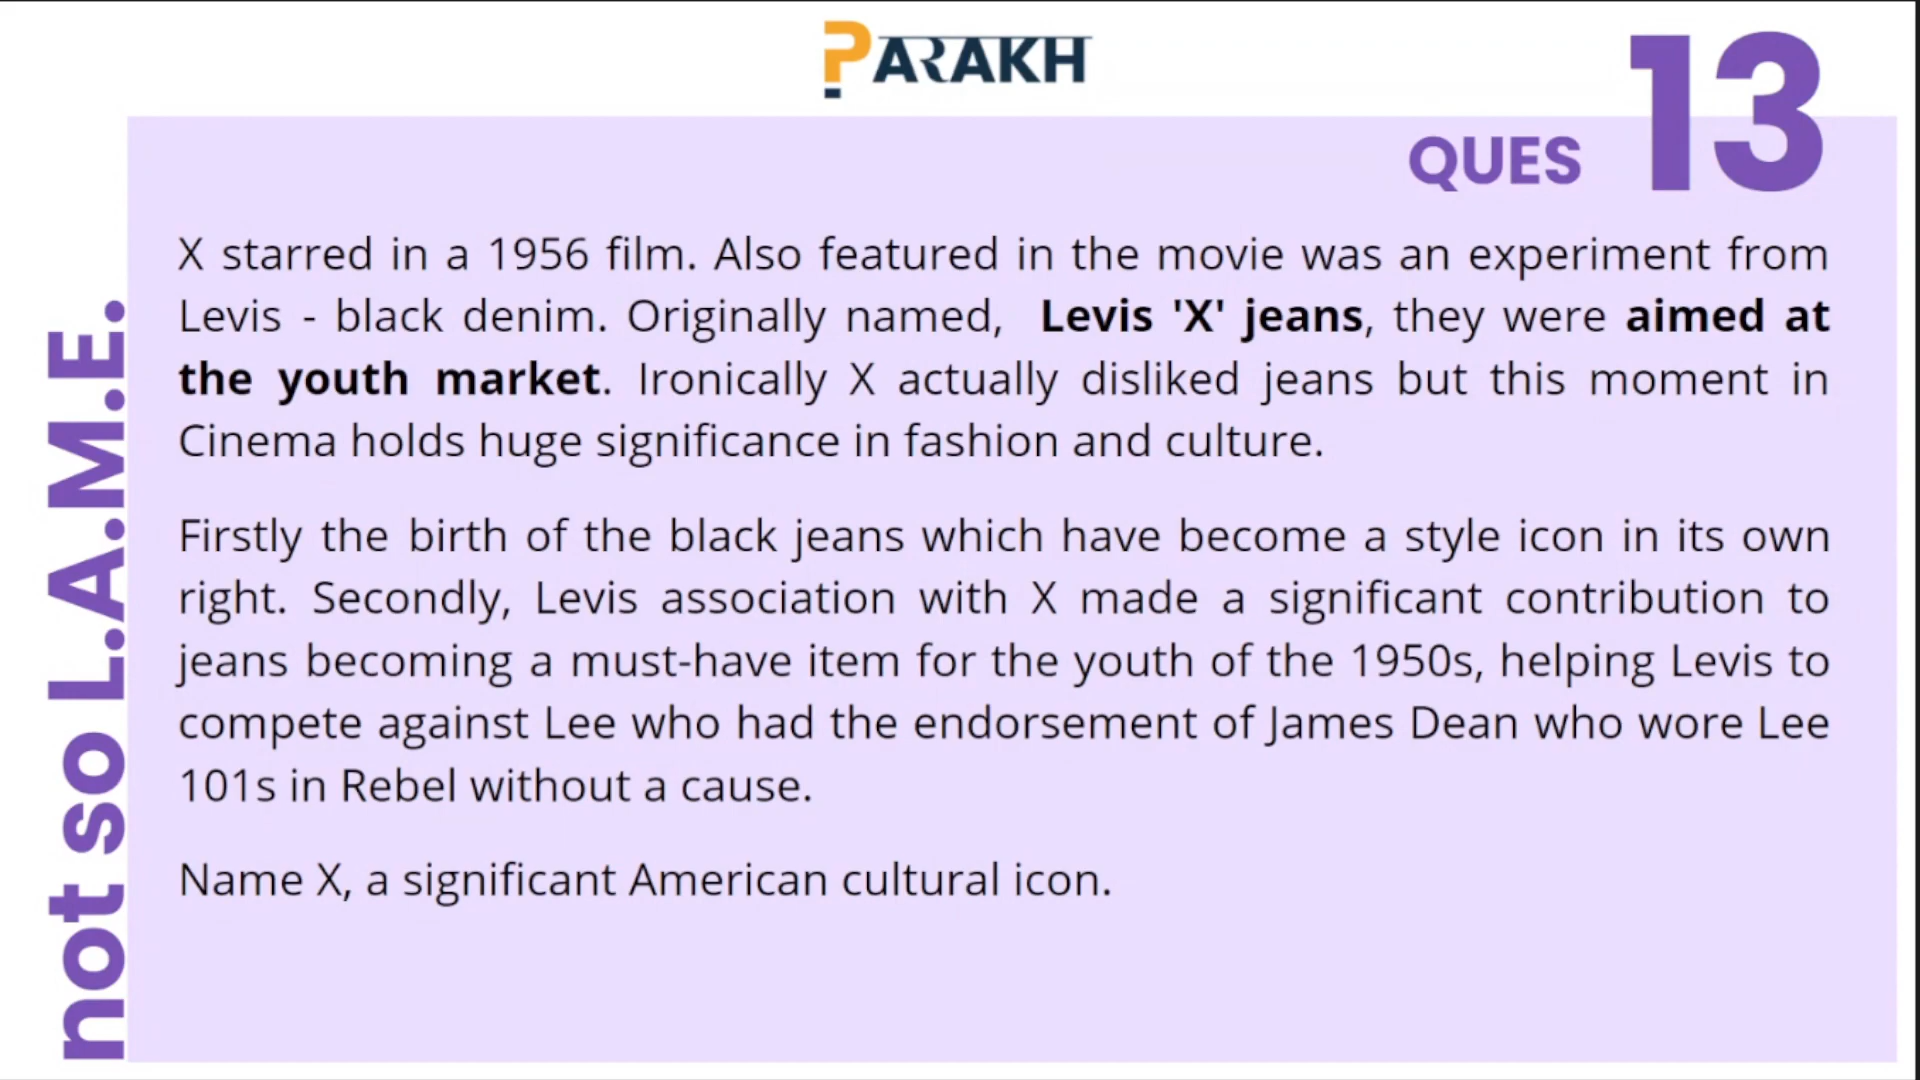 PARAKH
QUES 13
X starred in a 1956 film. Also featured in the movie was an experiment from
Levis - black denim. Originally named, Levis 'X' jeans, they were aimed at
the youth market. Ironically X actually disliked jeans but this moment in
Cinema holds huge significance in fashion and culture.
Firstly the birth of the black jeans which have become a style icon in its own
right. Secondly, Levis association with X made a significant contribution to
jeans becoming a must-have item for the youth of the 1950s, helping Levis to
compete against Lee who had the endorsement of James Dean who wore Lee
101s in Rebel without a cause.
Name X, a significant American cultural icon.
not so L.A.M.E.